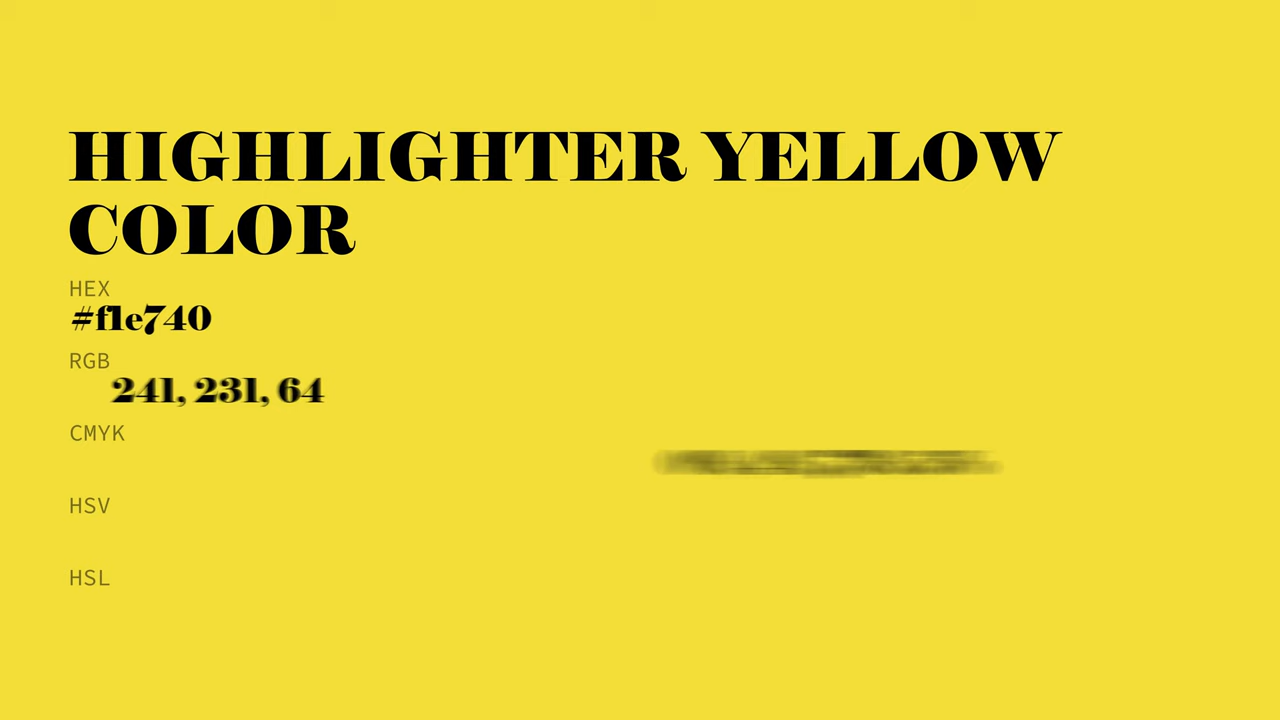 HIGHLIGHTER YELLOW
COLOR
HEX
#f1e740
RGB
241, 231, 64
CMYK
HSV
HSL